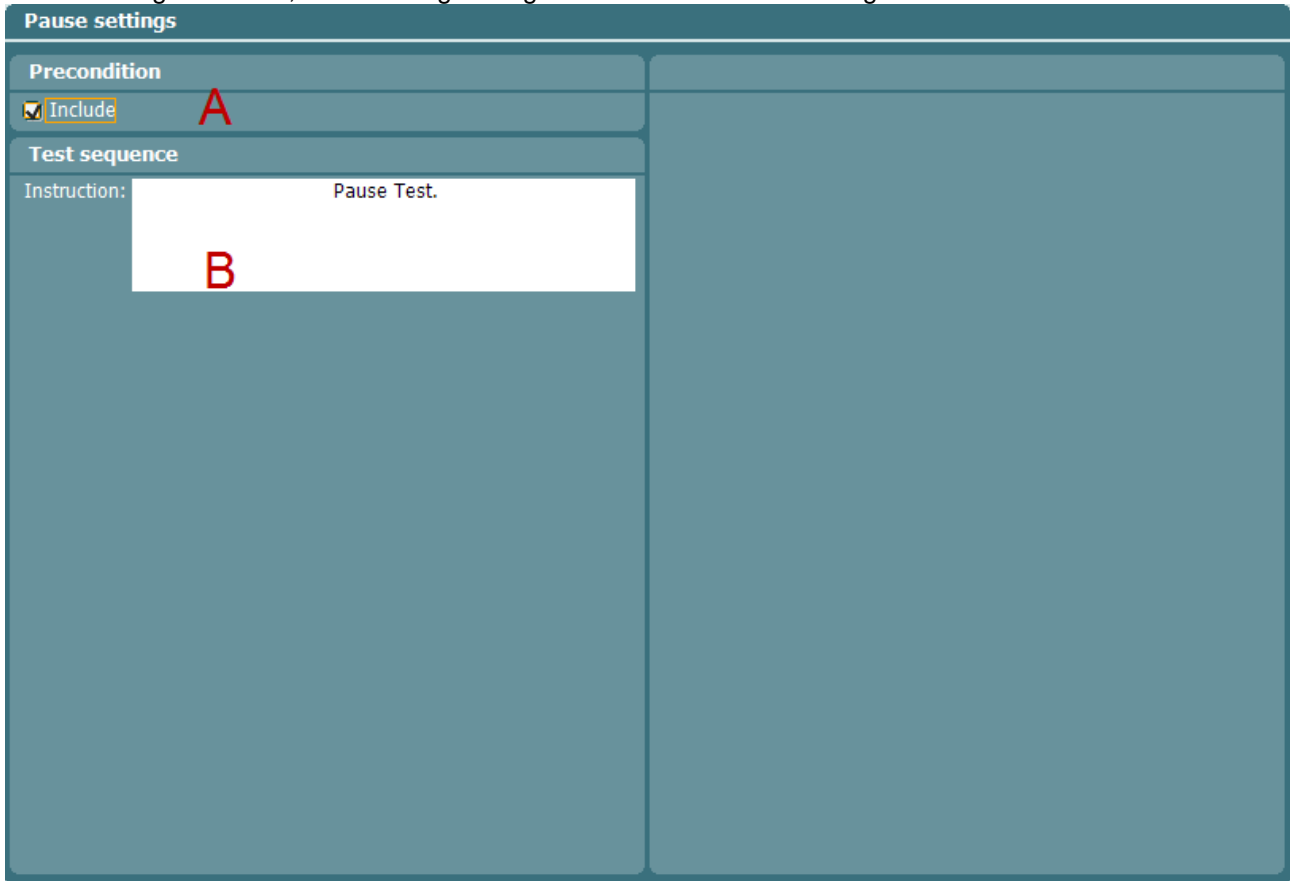 Pause settings
Precondition
Include
A
Test sequence
Instruction: Pause Test.
B